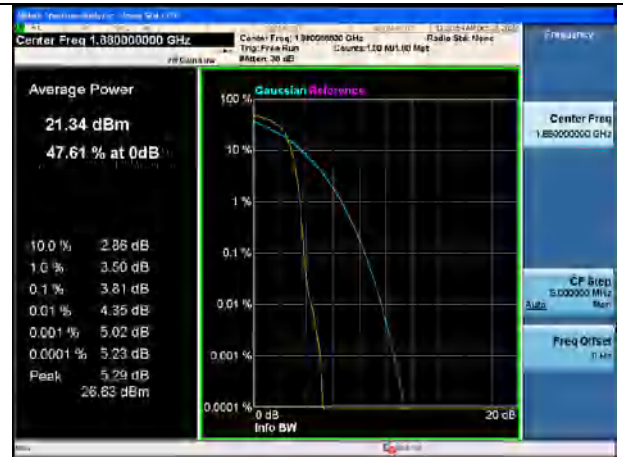 Center Freq 1.880000000 GHz
Center Freq: 1.880000000 GHz
Radio Std: None
Trig: Free Run
Counts:1.00 M/1.00 Mpt
#Atten: 30 dB
Frequency
Average Power
21.34 dBm
47.61 % at 0dB
10.0 % 2.86 dB
1.0 % 3.50 dB
0.1 % 3.81 dB
0.01 % 4.35 dB
0.001 % 5.02 dB
0.0001 % 5.23 dB
Peak 5.29 dB
26.63 dBm
Gaussian Reference
100 %
10 %
1 %
0.1 %
0.01 %
0.001 %
0.0001 %
0 dB
20 dB
Info BW
Center Freq
1.880000000 GHz
CF Step
5.000000 MHz
Auto Man
Freq Offset
0 Hz